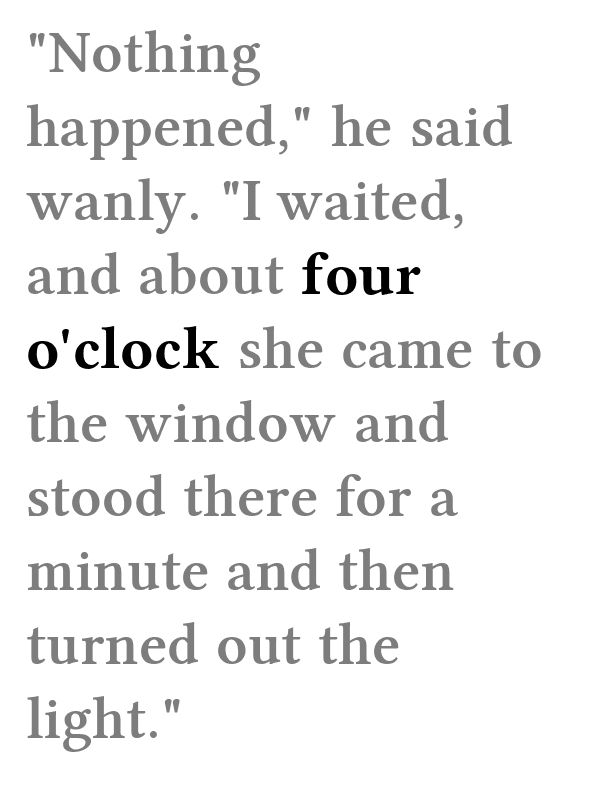 "Nothing
happened," he said
wanly. "I waited,
and about four
o'clock she came to
the window and
stood there for a
minute and then
turned out the
light."